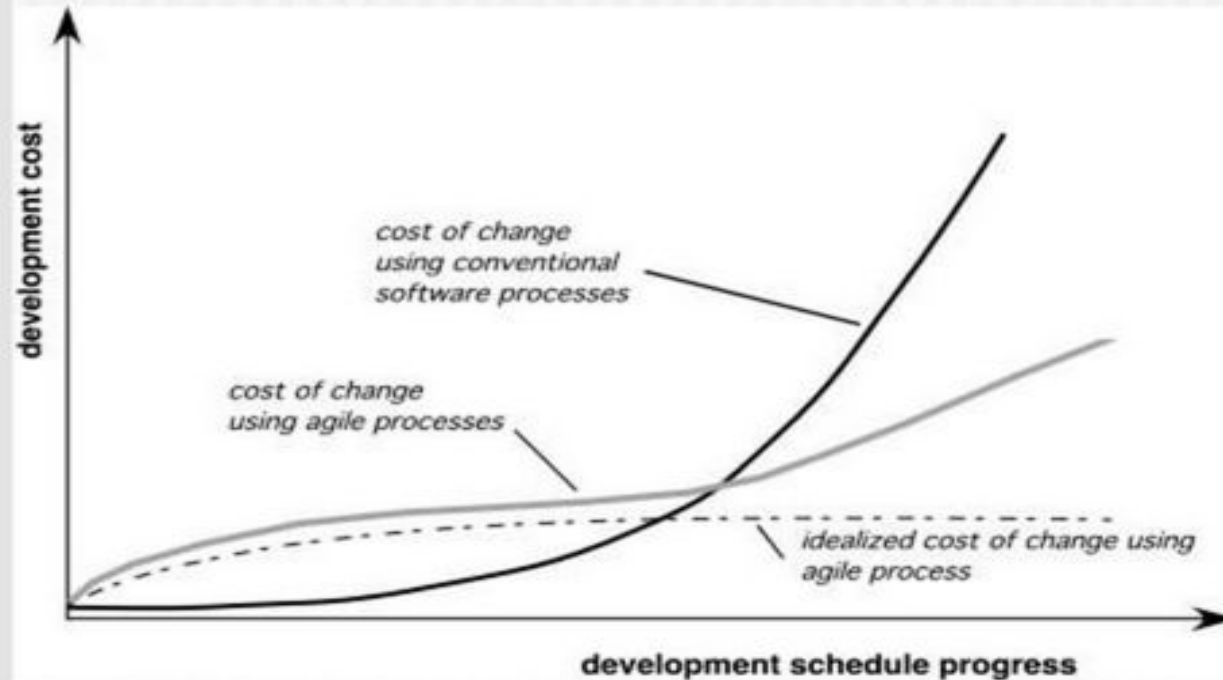 development cost
cost of change
using conventional
software processes
cost of change
using agile processes
idealized cost of change using
agile process
development schedule progress